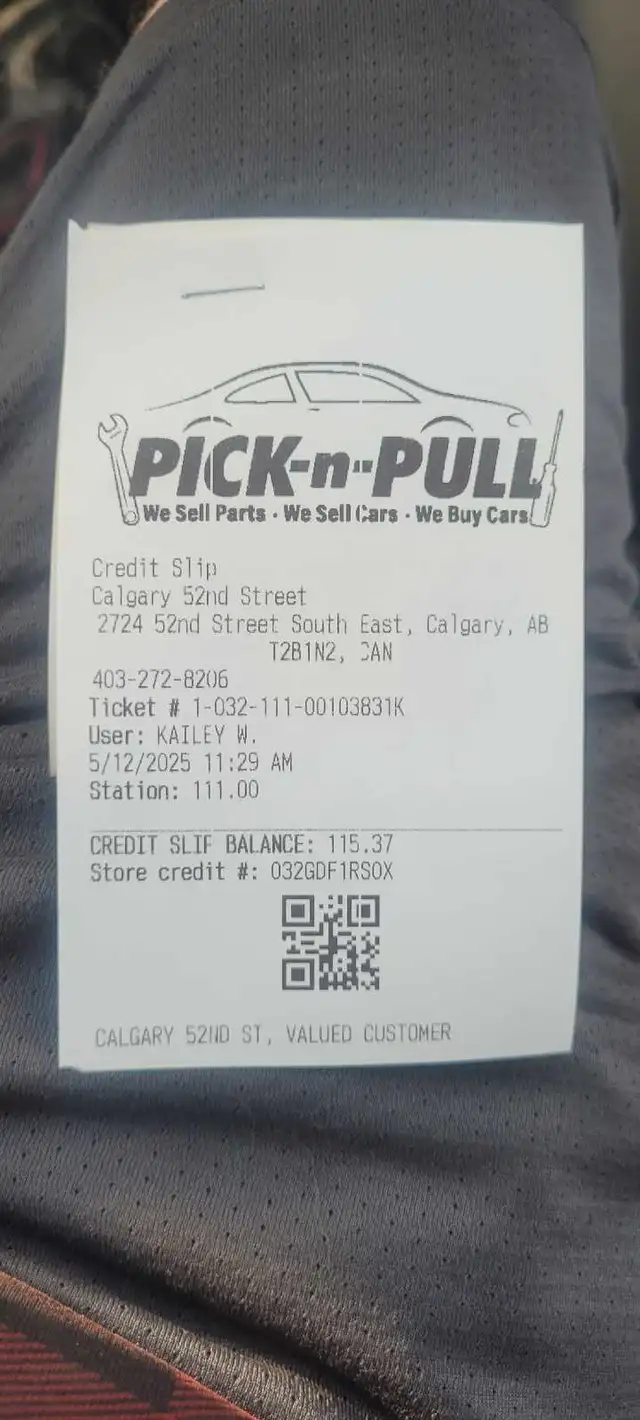 PICK-n-PULL
We Sell Parts · We Sell Cars · We Buy Cars
Credit Slip
Calgary 52nd Street
2724 52nd Street South East, Calgary, AB
T2B1N2, CAN
403-272-8206
Ticket # 1-032-111-00103831K
User: KAILEY W.
5/12/2025 11:29 AM
Station: 111.00
CREDIT SLIP BALANCE: 115.37
Store credit #: 032GDF1RSOX
CALGARY 52ND ST, VALUED CUSTOMER